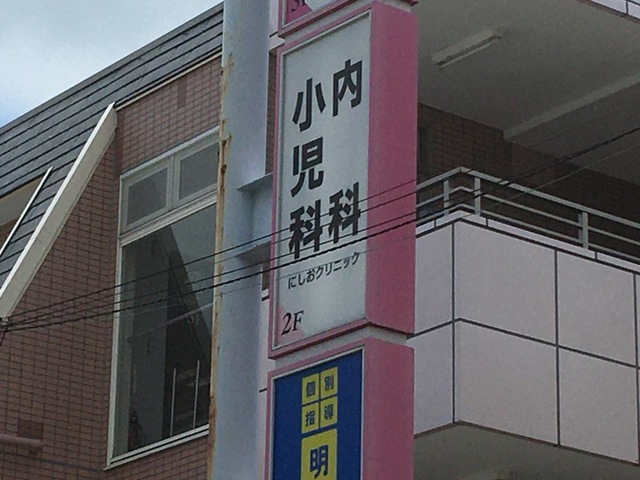 内科
小児科
にしおクリニック
2F
個別
指導
明